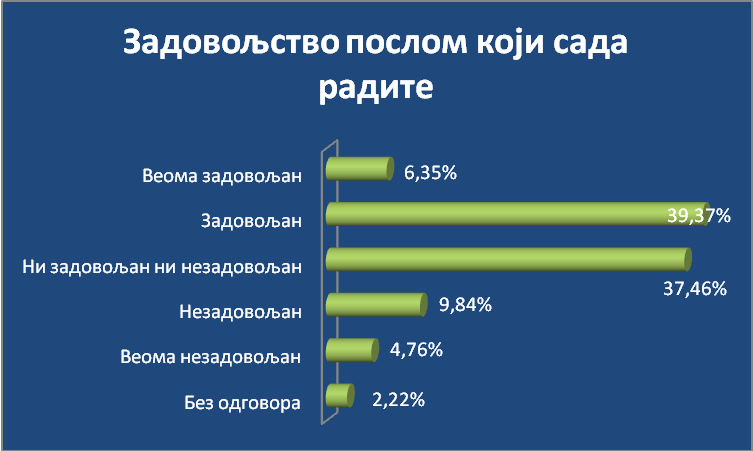 Задовољство послом који сада
радите
Веома задовољан 6,35%
Задовољан 39,37%
Ни задовољан ни незадовољан 37,46%
Незадовољан 9,84%
Веома незадовољан 4,76%
Без одговора 2,22%